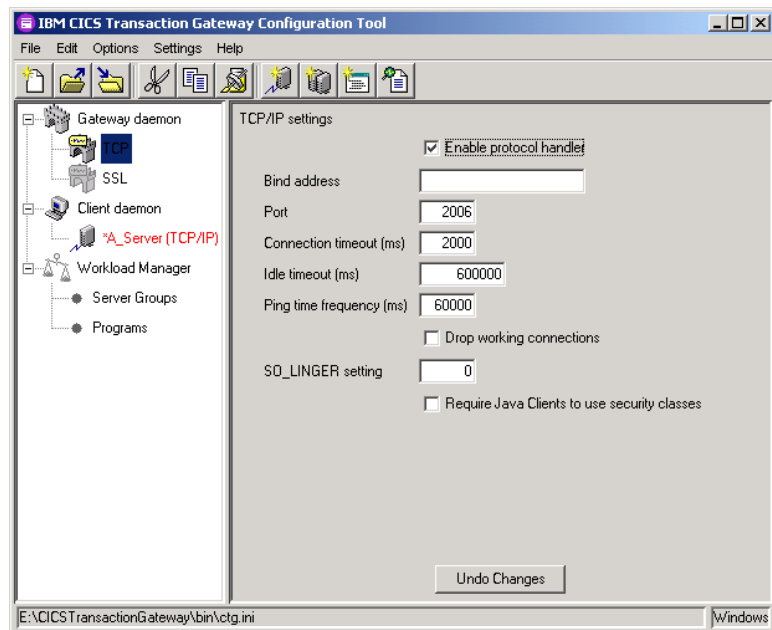 IBM CICS Transaction Gateway Configuration Tool
File Edit Options Settings Help
Gateway daemon
TCP
SSL
Client daemon
*A_Server (TCP/IP)
Workload Manager
Server Groups
Programs
TCP/IP settings
Enable protocol handler
Bind address
Port 2006
Connection timeout (ms) 2000
Idle timeout (ms) 600000
Ping time frequency (ms) 60000
Drop working connections
SO_LINGER setting 0
Require Java Clients to use security classes
Undo Changes
E:\CICSTransactionGateway\bin\ctg.ini Windows